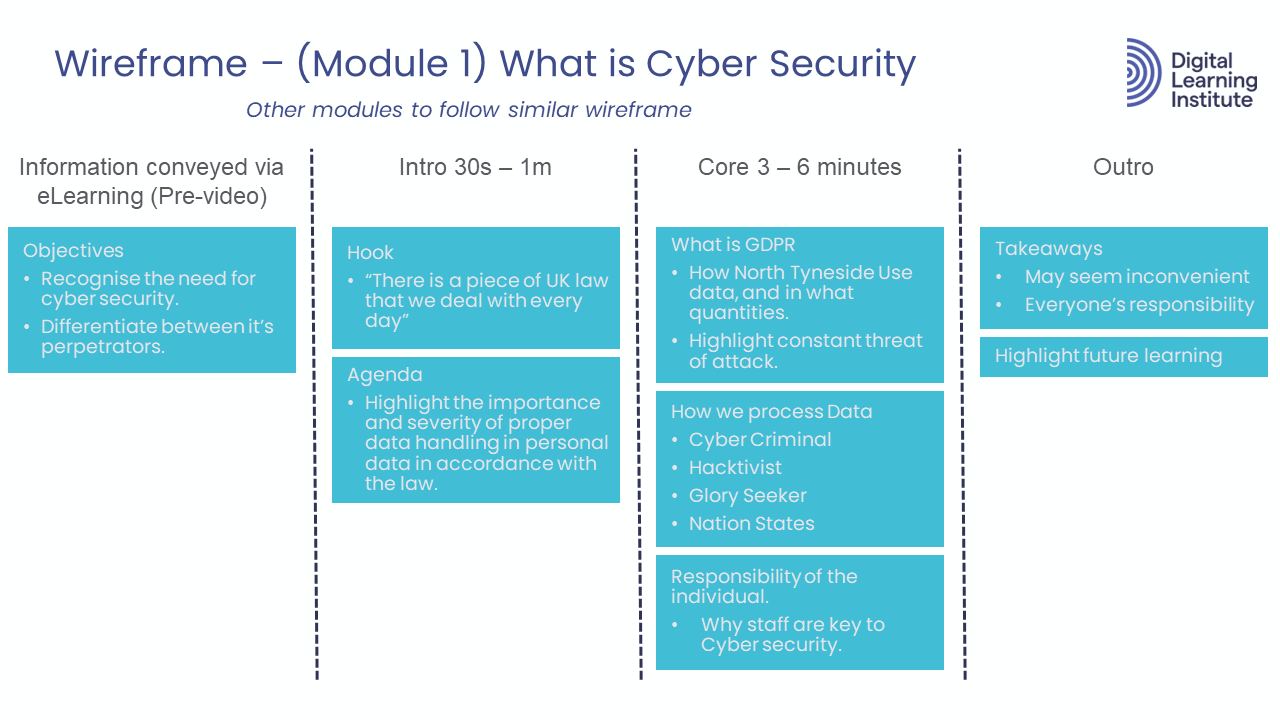 Wireframe – (Module 1) What is Cyber Security
Other modules to follow similar wireframe
Digital
Learning
Institute
Information conveyed via
eLearning (Pre-video)
Objectives
• Recognise the need for
cyber security.
• Differentiate between it’s
perpetrators.
Intro 30s – 1m
Hook
• “There is a piece of UK law
that we deal with every
day”
Agenda
• Highlight the importance
and severity of proper
data handling in personal
data in accordance with
the law.
Core 3 – 6 minutes
What is GDPR
• How North Tyneside Use
data, and in what
quantities.
• Highlight constant threat
of attack.
How we process Data
• Cyber Criminal
• Hacktivist
• Glory Seeker
• Nation States
Responsibility of the
individual.
• Why staff are key to
Cyber security.
Outro
Takeaways
• May seem inconvenient
• Everyone’s responsibility
Highlight future learning